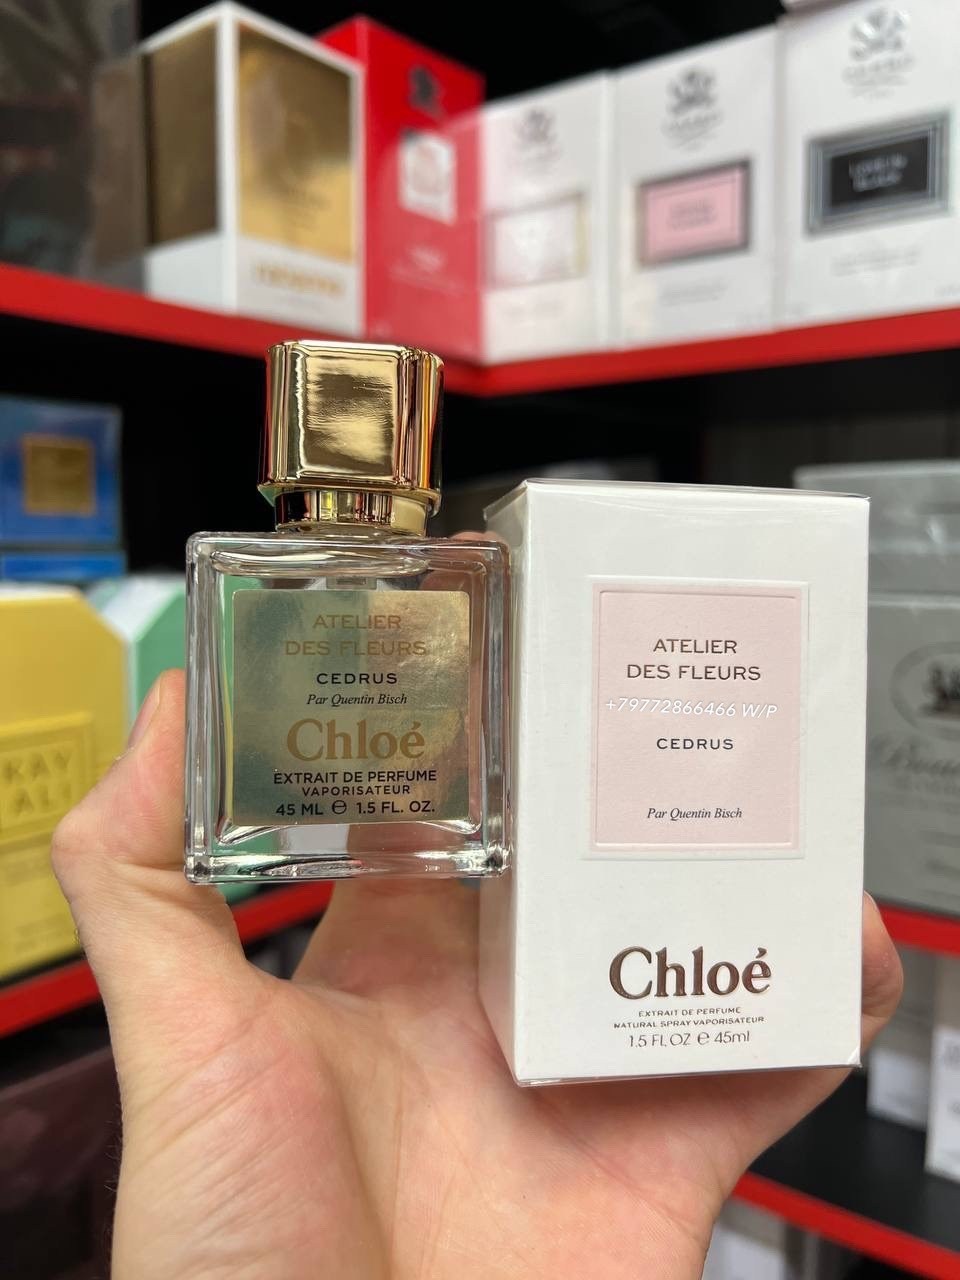 ATELIER
DES FLEURS
CEDRUS
Par Quentin Bisch
Chloé
EXTRAIT DE PERFUME
VAPORISATEUR
45 ML ℮ 1.5 FL. OZ.
ATELIER
DES FLEURS
+79772866466 W/P
CEDRUS
Par Quentin Bisch
Chloé
EXTRAIT DE PERFUME
NATURAL SPRAY VAPORISATEUR
1.5 FL OZ ℮ 45ml
KAY
ALI